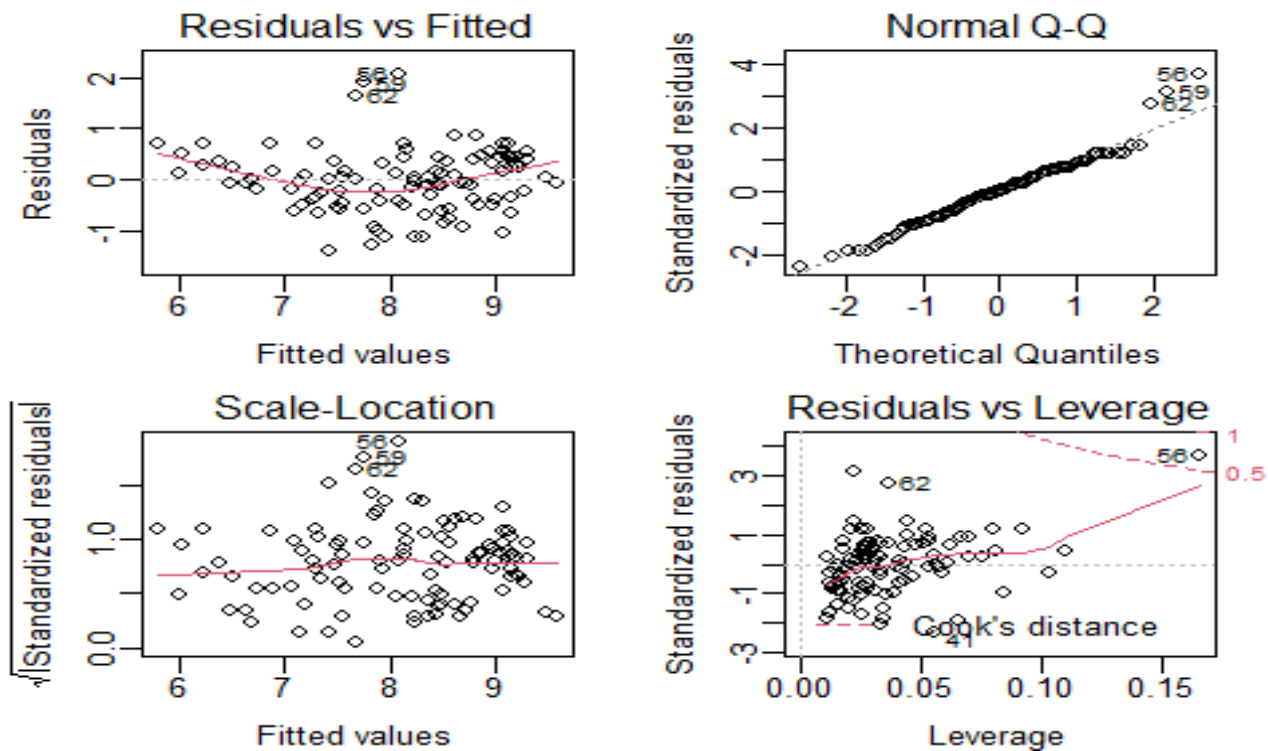 Residuals vs Fitted
Residuals
2
1
0
-1
56
59
62
6 7 8 9
Fitted values
Normal Q-Q
Standardized residuals
4
2
0
-2
56
59
62
-2 -1 0 1 2
Theoretical Quantiles
Scale-Location
√|Standardized residuals|
1.0
0.0
56
59
62
6 7 8 9
Fitted values
Residuals vs Leverage
Standardized residuals
3
1
-1
-3
56
62
41
1
0.5
Cook's distance
0.00 0.05 0.10 0.15
Leverage